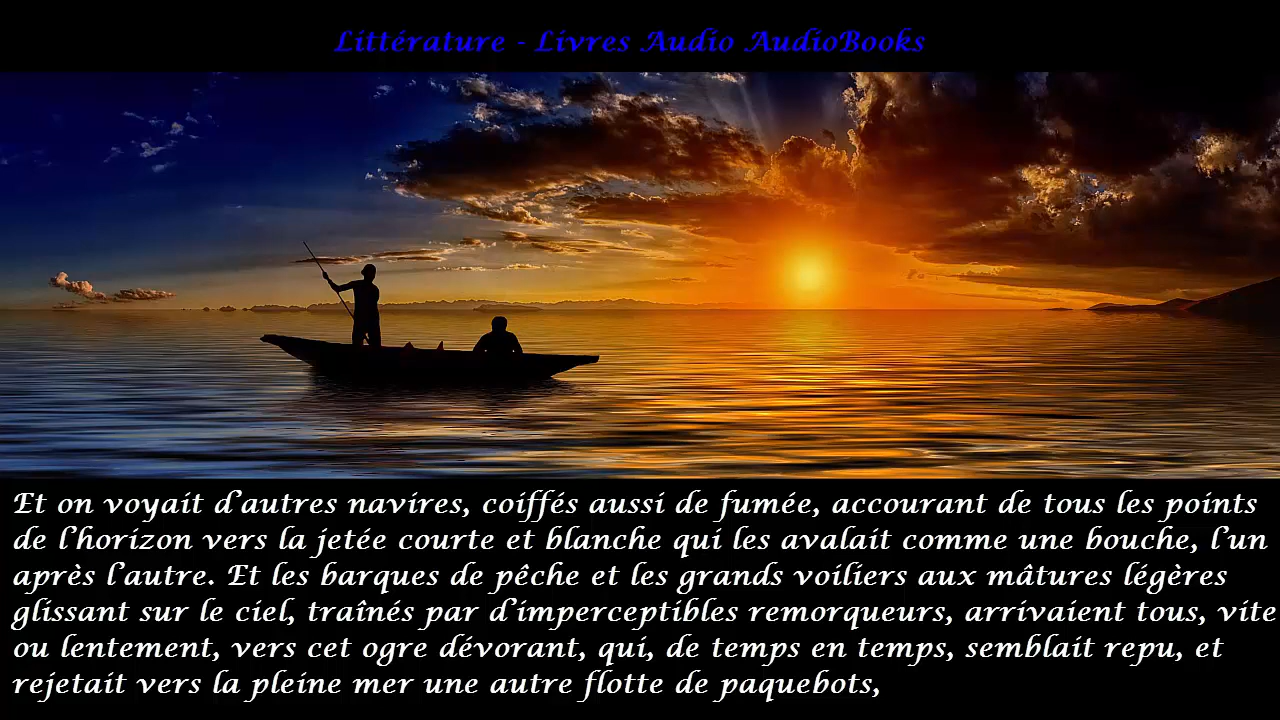 Littérature - Livres Audio AudioBooks
Et on voyait d'autres navires, coiffés aussi de fumée, accourant de tous les points
de l'horizon vers la jetée courte et blanche qui les avalait comme une bouche, l'un
après l'autre. Et les barques de pêche et les grands voiliers aux mâtures légères
glissant sur le ciel, traînés par d'imperceptibles remorqueurs, arrivaient tous, vite
ou lentement, vers cet ogre dévorant, qui, de temps en temps, semblait repu, et
rejetait vers la pleine mer une autre flotte de paquebots,